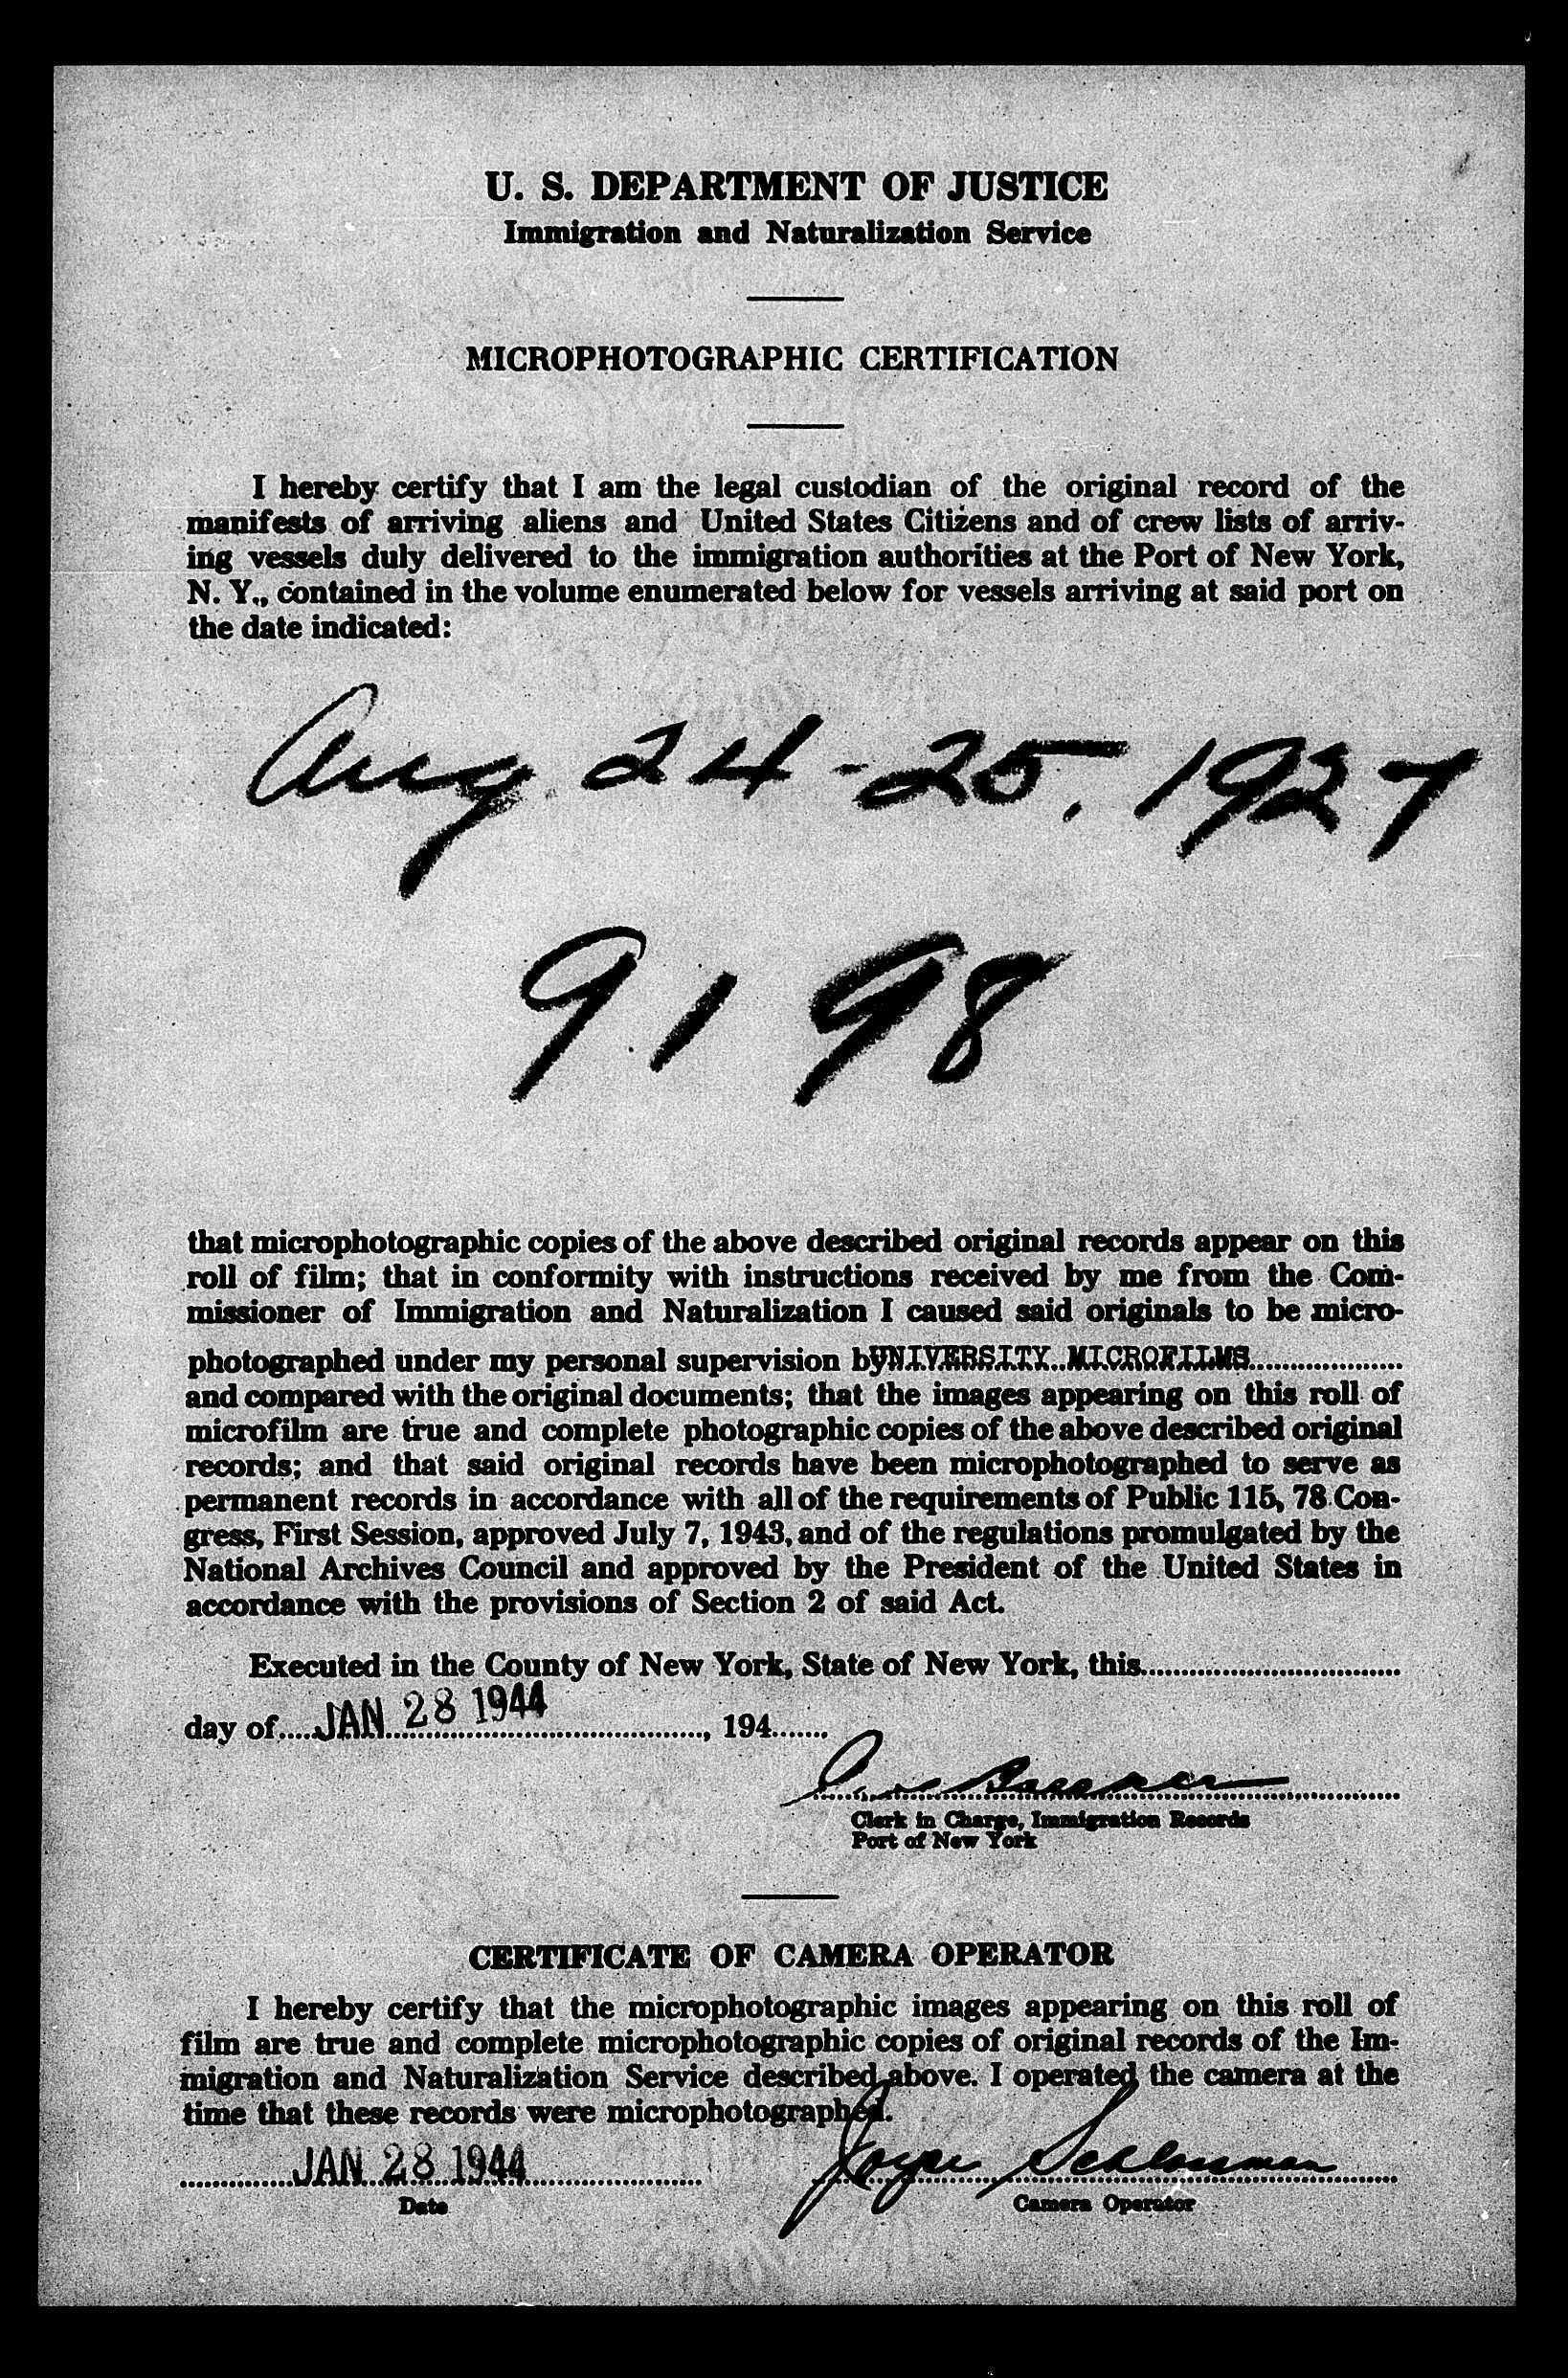 U. S. DEPARTMENT OF JUSTICE
Immigration and Naturalization Service
MICROPHOTOGRAPHIC CERTIFICATION
I hereby certify that I am the legal custodian of the original record of the
manifests of arriving aliens and United States Citizens and of crew lists of arriv-
ing vessels duly delivered to the immigration authorities at the Port of New York,
N. Y., contained in the volume enumerated below for vessels arriving at said port on
the date indicated:
Aug 24-25, 1927
9198
that microphotographic copies of the above described original records appear on this
roll of film; that in conformity with instructions received by me from the Com-
missioner of Immigration and Naturalization I caused said originals to be micro-
photographed under my personal supervision by UNIVERSITY MICROFILMS
and compared with the original documents; that the images appearing on this roll of
microfilm are true and complete photographic copies of the above described original
records; and that said original records have been microphotographed to serve as
permanent records in accordance with all of the requirements of Public 115, 78 Con-
gress, First Session, approved July 7, 1943, and of the regulations promulgated by the
National Archives Council and approved by the President of the United States in
accordance with the provisions of Section 2 of said Act.
Executed in the County of New York, State of New York, this
day of JAN 28 1944, 194
Clerk in Charge, Immigration Records
Port of New York
CERTIFICATE OF CAMERA OPERATOR
I hereby certify that the microphotographic images appearing on this roll of
film are true and complete microphotographic copies of original records of the Im-
migration and Naturalization Service described above. I operated the camera at the
time that these records were microphotographed.
JAN 28 1944 Joyce Schlossman
Date Camera Operator